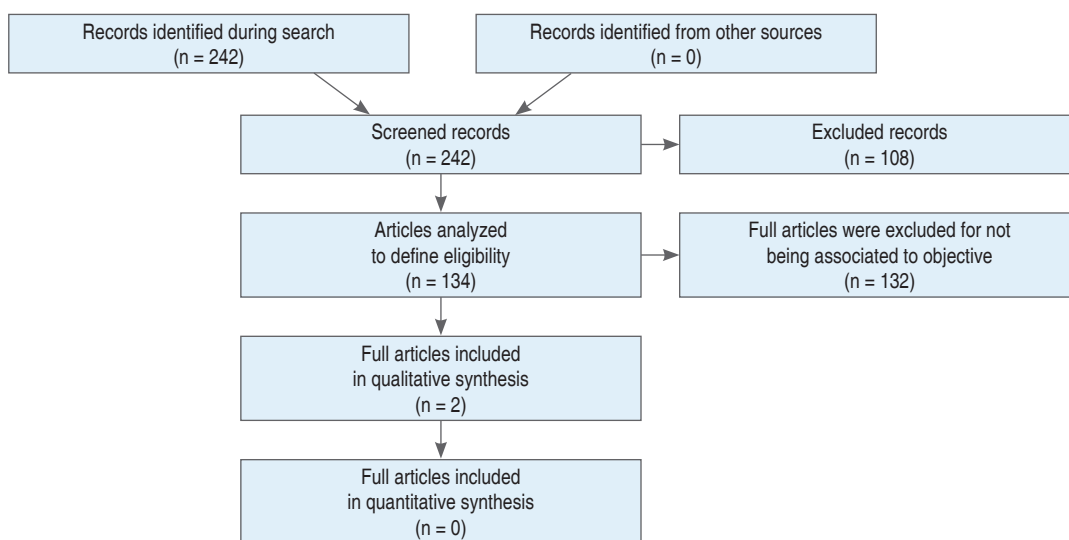 Records identified during search
(n = 242)
Records identified from other sources
(n = 0)
Screened records
(n = 242)
Excluded records
(n = 108)
Articles analyzed
to define eligibility
(n = 134)
Full articles were excluded for not
being associated to objective
(n = 132)
Full articles included
in qualitative synthesis
(n = 2)
Full articles included
in quantitative synthesis
(n = 0)